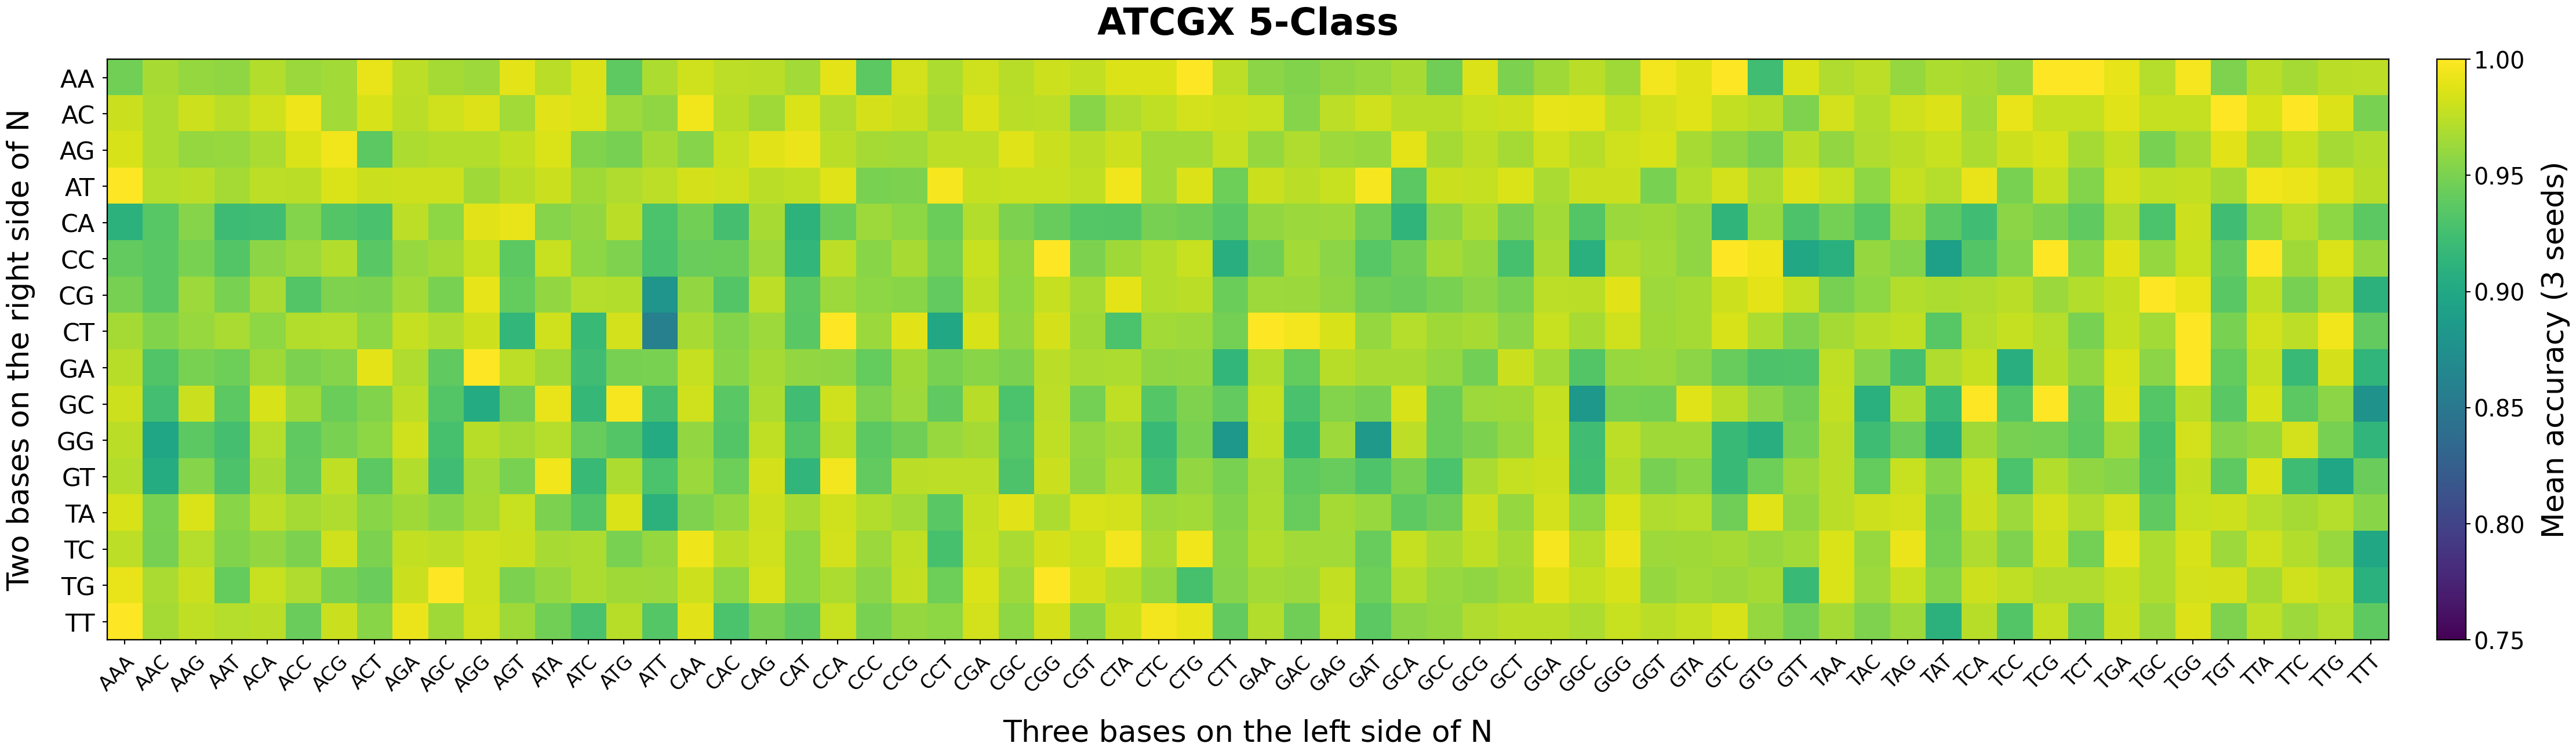 ATCGX 5-Class
Two bases on the right side of N
AA
AC
AG
AT
CA
CC
CG
CT
GA
GC
GG
GT
TA
TC
TG
TT
AAA AAC AAG AAT ACA ACC ACG ACT AGA AGC AGG AGT ATA ATC ATG ATT CAA CAC CAG CAT CCA CCC CCG CCT CGA CGC CGG CGT CTA CTC CTG CTT GAA GAC GAG GAT GCA GCC GCG GCT GGA GGC GGG GGT GTA GTC GTG GTT TAA TAC TAG TAT TCA TCC TCG TCT TGA TGC TGG TGT TTA TTC TTG TTT
Three bases on the left side of N
1.00
0.95
0.90
0.85
0.80
0.75
Mean accuracy (3 seeds)